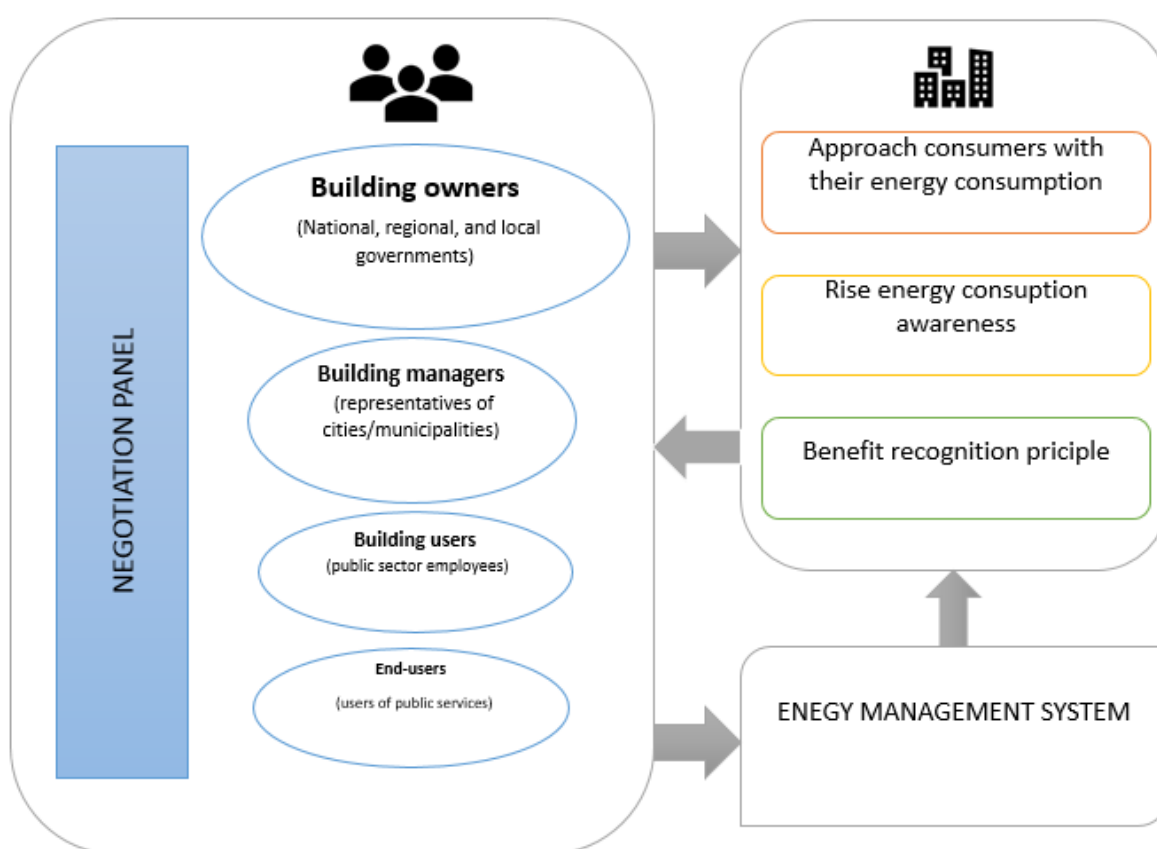 NEGOTIATION PANEL
Building owners
(National, regional, and local
governments)
Building managers
(representatives of
cities/municipalities)
Building users
(public sector employees)
End-users
(users of public services)
Approach consumers with
their energy consumption
Rise energy consuption
awareness
Benefit recognition priciple
ENEGY MANAGEMENT SYSTEM